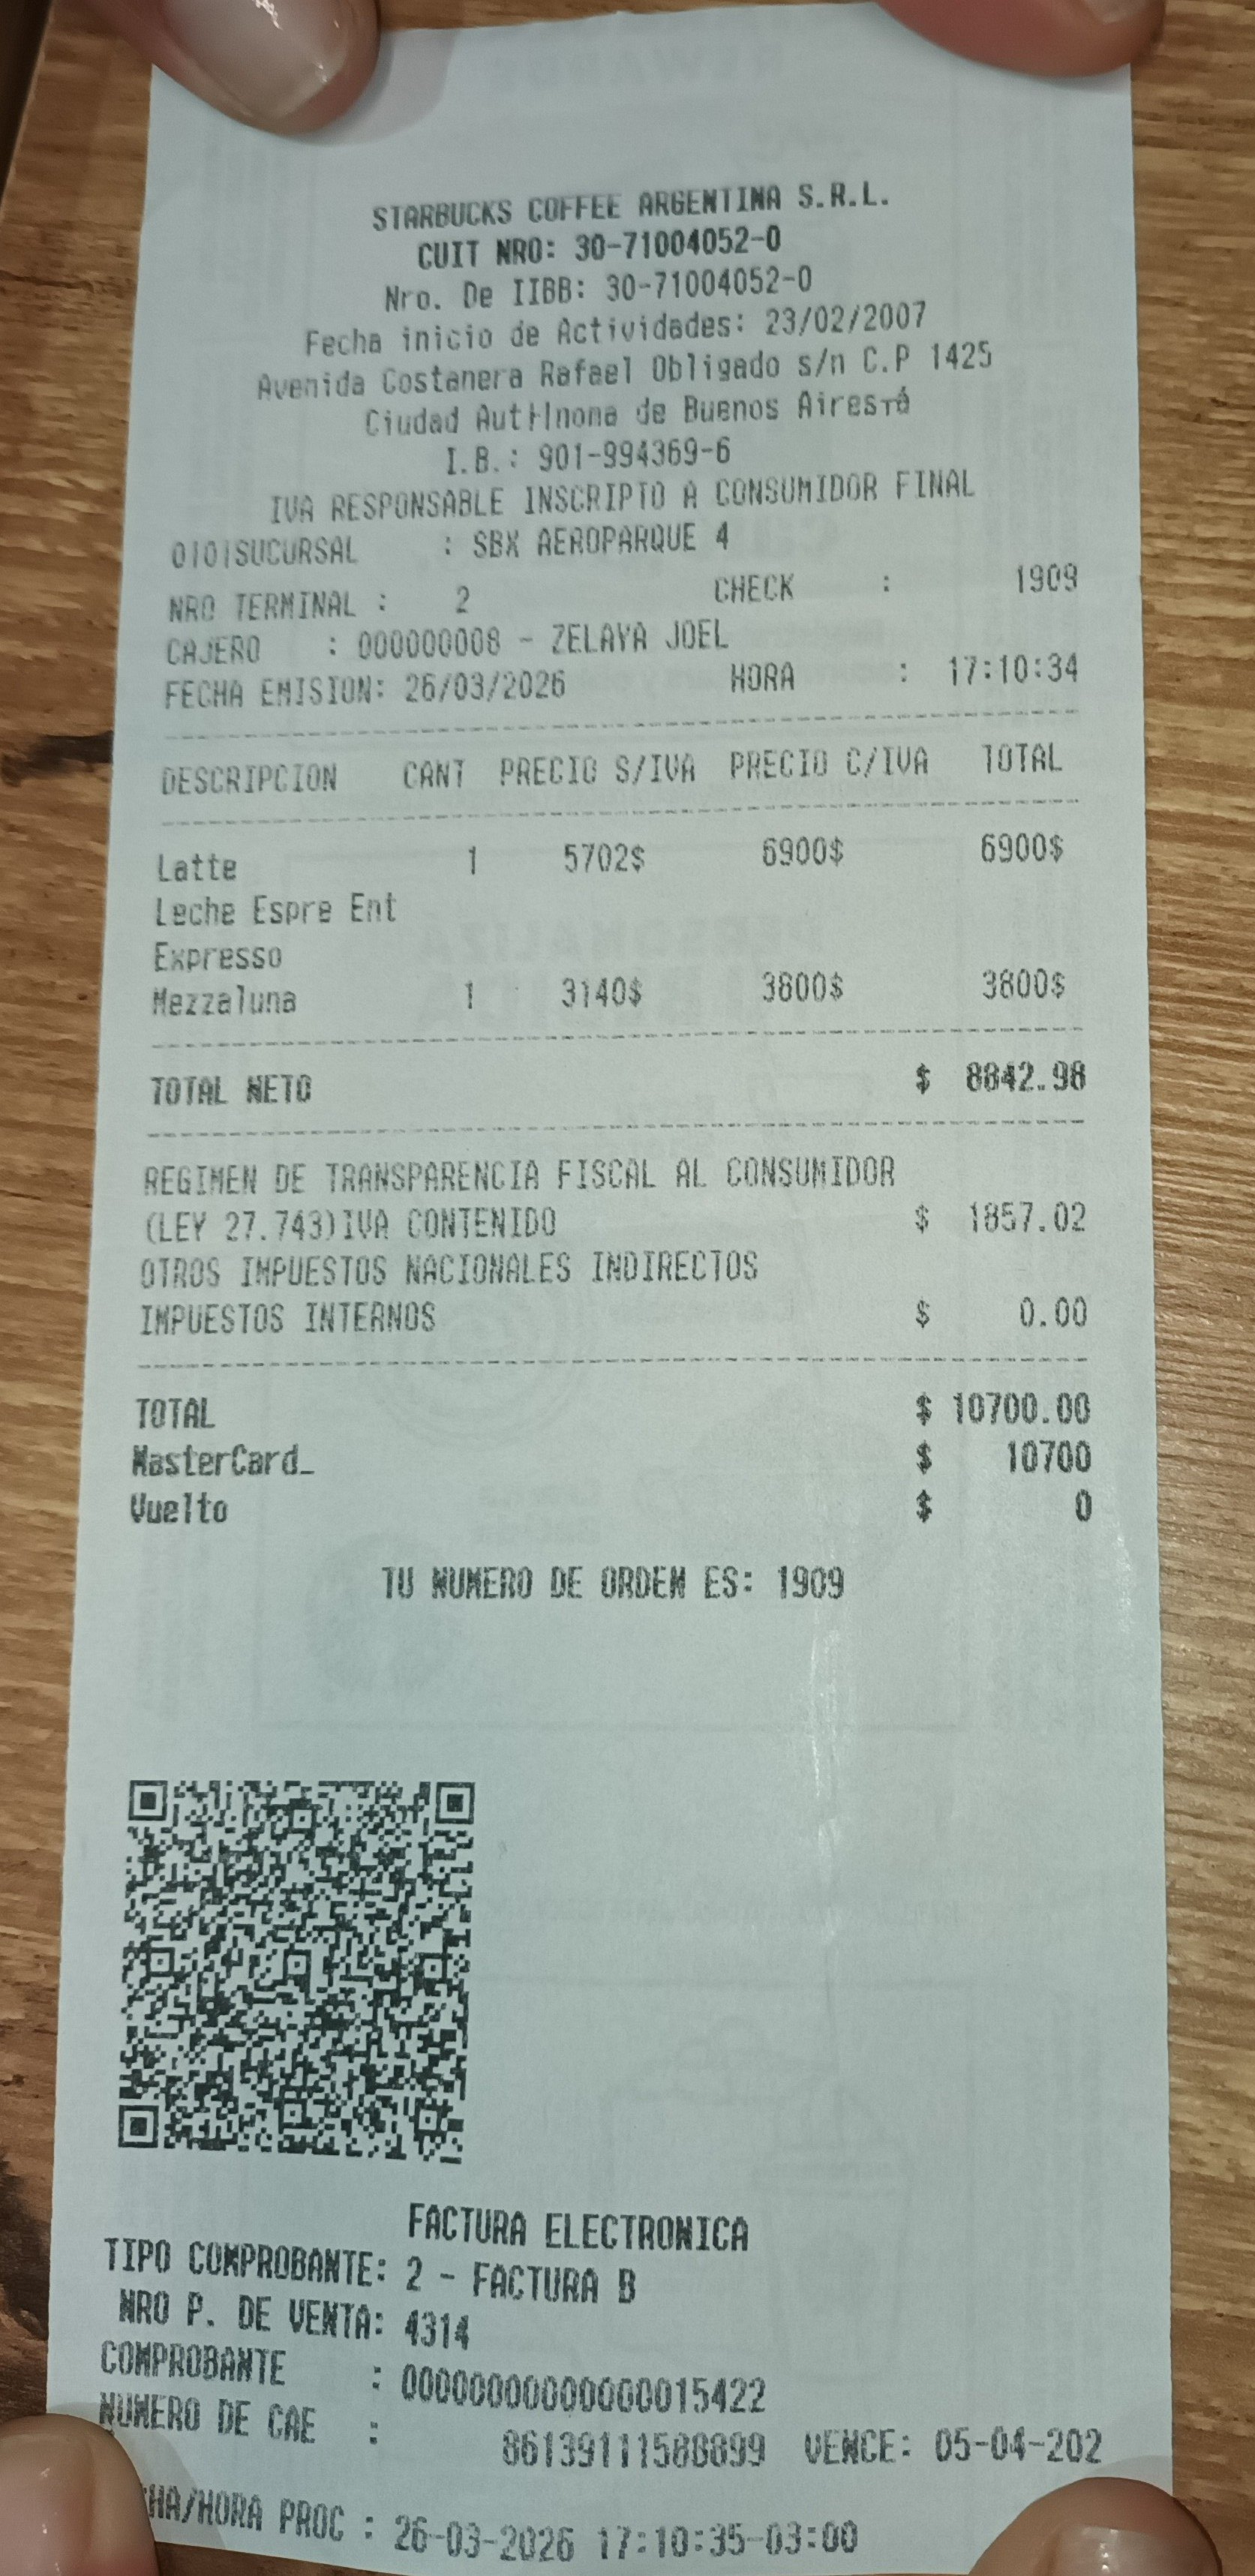 STARBUCKS COFFEE ARGENTINA S.R.L.
CUIT NRO: 30-71004052-0
Nro. De IIBB: 30-71004052-0
Fecha inicio de Actividades: 23/02/2007
Avenida Costanera Rafael Obligado s/n C.P 1425
Ciudad Aut├│noma de Buenos Aires┬á
I.B.: 901-994369-6
IVA RESPONSABLE INSCRIPTO A CONSUMIDOR FINAL
0|0|SUCURSAL : SBX AEROPARQUE 4
NRO TERMINAL : 2 CHECK : 1909
CAJERO : 000000008 - ZELAYA JOEL
FECHA EMISION: 26/03/2026 HORA : 17:10:34
DESCRIPCION CANT PRECIO S/IVA PRECIO C/IVA TOTAL
Latte 1 5702$ 6900$ 6900$
Leche Espre Ent
Expresso
Mezzaluna 1 3140$ 3800$ 3800$
TOTAL NETO $ 8842.98
REGIMEN DE TRANSPARENCIA FISCAL AL CONSUMIDOR
(LEY 27.743)IVA CONTENIDO $ 1857.02
OTROS IMPUESTOS NACIONALES INDIRECTOS
IMPUESTOS INTERNOS $ 0.00
TOTAL $ 10700.00
MasterCard_ $ 10700
Vuelto $ 0
TU NUMERO DE ORDEN ES: 1909
FACTURA ELECTRONICA
TIPO COMPROBANTE: 2 - FACTURA B
NRO P. DE VENTA: 4314
COMPROBANTE : 00000000000000015422
NUMERO DE CAE : 86139111588899 VENCE: 05-04-202
HA/HORA PROC : 26-03-2026 17:10:35-03:00